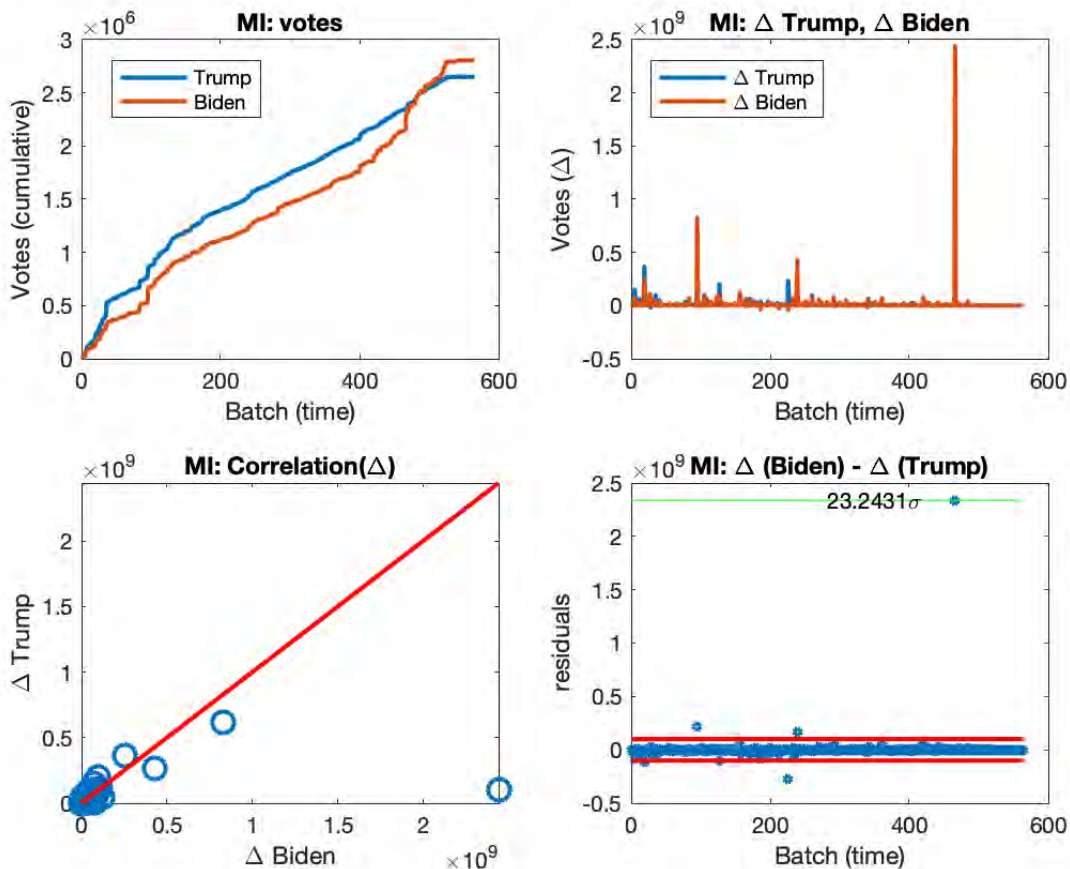 MI: votes
×10^6
3
2.5
2
1.5
1
0.5
0
0 200 400 600
Votes (cumulative)
Batch (time)
Trump
Biden
MI: Δ Trump, Δ Biden
×10^9
2.5
2
1.5
1
0.5
0
-0.5
0 200 400 600
Votes (Δ)
Batch (time)
Δ Trump
Δ Biden
MI: Correlation(Δ)
×10^9
2
1.5
1
0.5
0
0 0.5 1 1.5 2
Δ Trump
Δ Biden
×10^9
MI: Δ (Biden) - Δ (Trump)
×10^9
2.5
2
1.5
1
0.5
0
-0.5
0 200 400 600
residuals
Batch (time)
23.2431σ